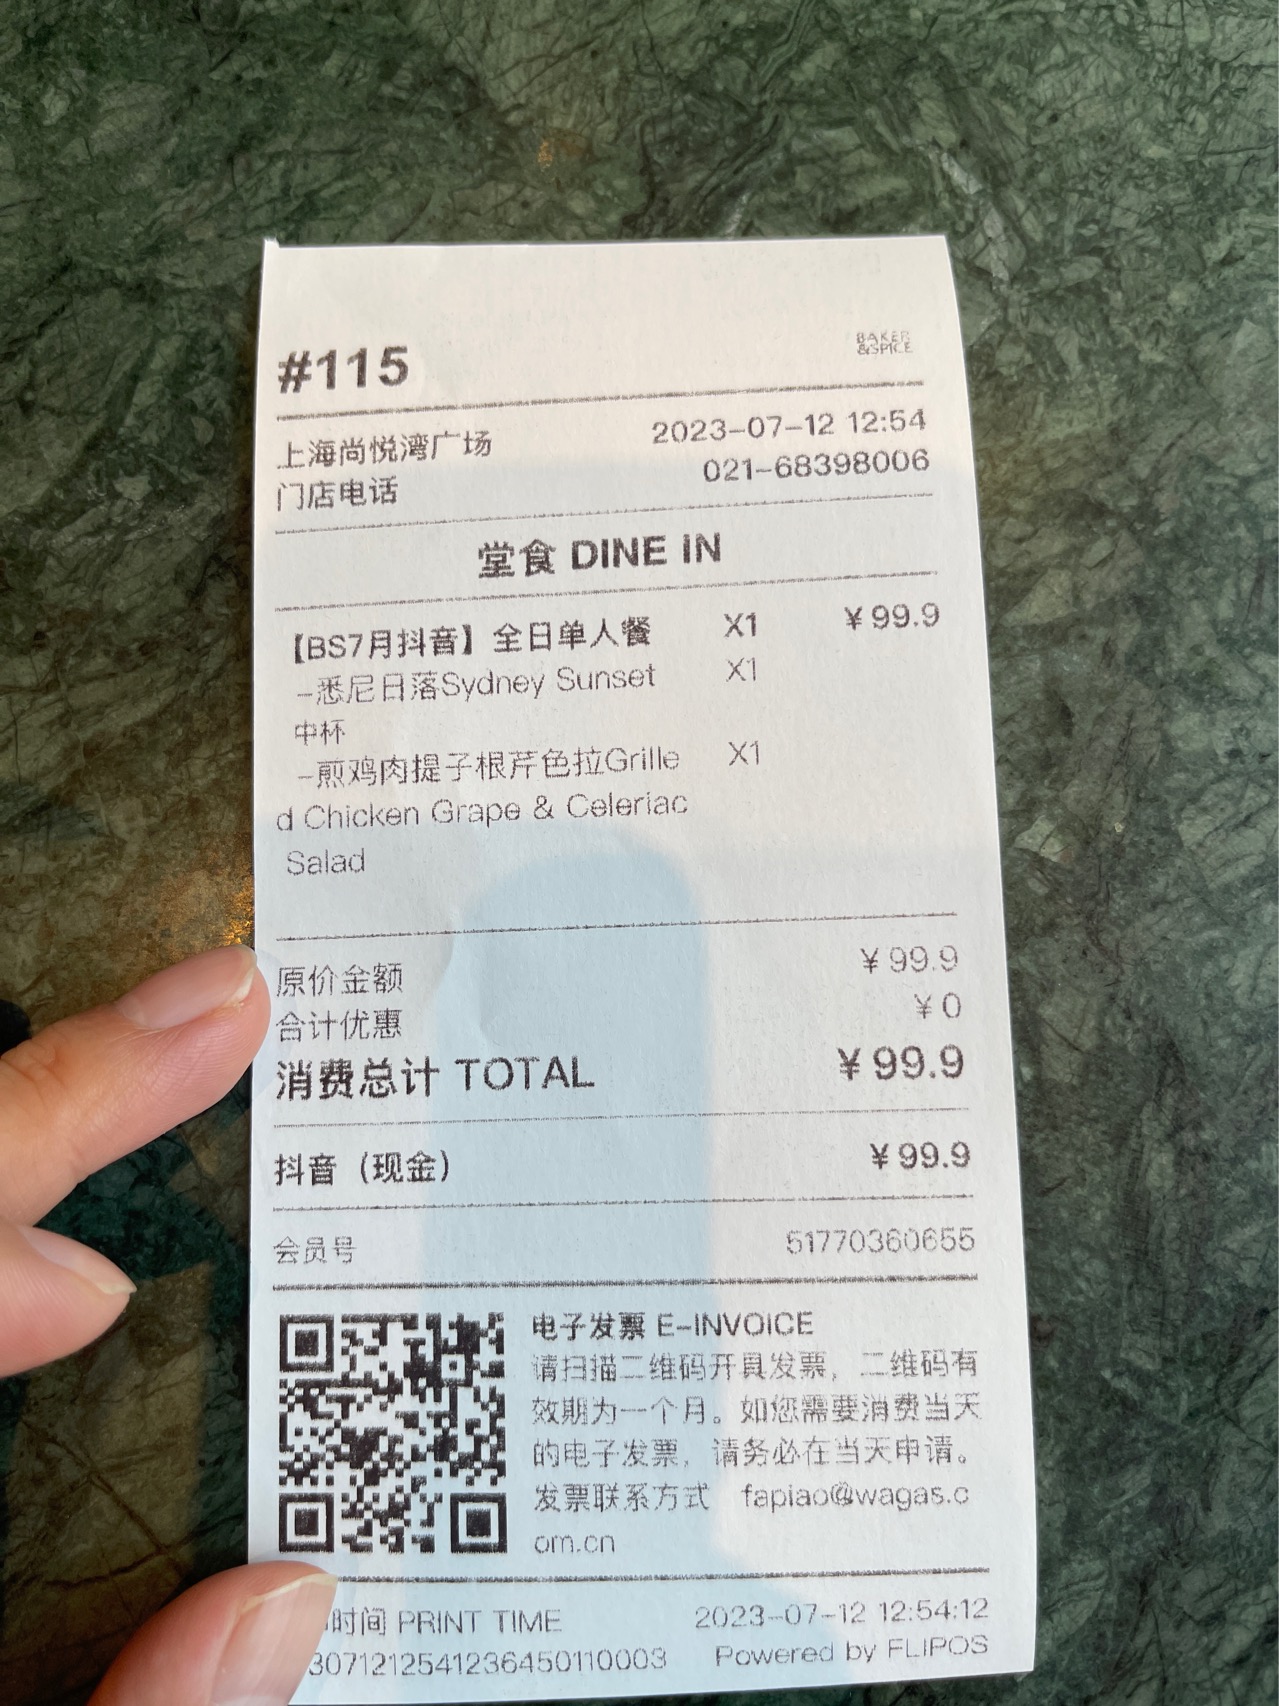 #115
BAKER
&SPICE
上海尚悦湾广场 2023-07-12 12:54
门店电话 021-68398006
堂食 DINE IN
【BS7月抖音】全日单人餐 X1 ¥99.9
-悉尼日落Sydney Sunset X1
中杯
-煎鸡肉提子根芹色拉Grille X1
d Chicken Grape & Celeriac
Salad
原价金额 ¥99.9
合计优惠 ¥0
消费总计 TOTAL ¥99.9
抖音（现金） ¥99.9
会员号 51770360655
电子发票 E-INVOICE
请扫描二维码开具发票，二维码有
效期为一个月。如您需要消费当天
的电子发票，请务必在当天申请。
发票联系方式 fapiao@wagas.c
om.cn
时间 PRINT TIME 2023-07-12 12:54:12
3071212541236450110003 Powered by FLIPOS